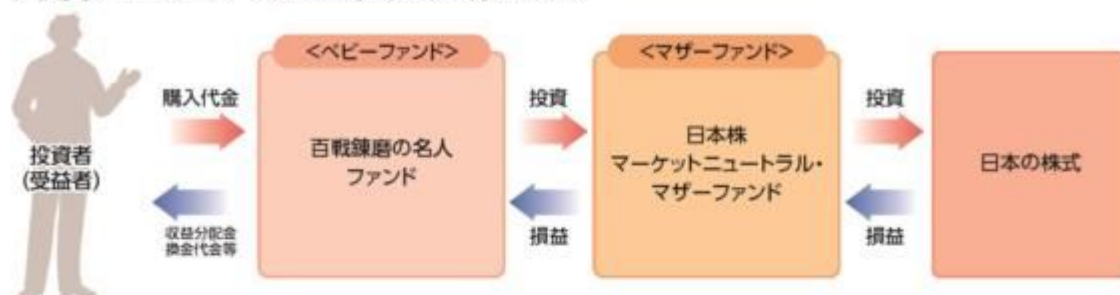 投資者
(受益者)
購入代金
収益分配金
換金代金等
<ベビーファンド>
百戦錬磨の名人
ファンド
投資
損益
<マザーファンド>
日本株
マーケットニュートラル・
マザーファンド
投資
損益
日本の株式